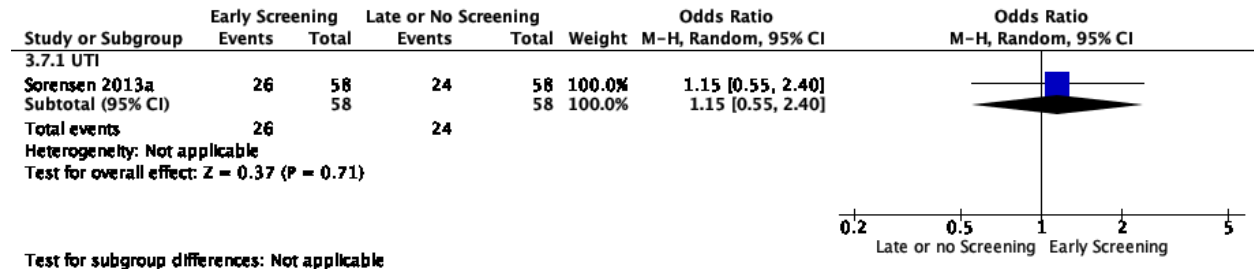 Early Screening Late or No Screening Odds Ratio Odds Ratio
Study or Subgroup Events Total Events Total Weight M-H, Random, 95% CI M-H, Random, 95% CI
3.7.1 UTI
Sorensen 2013a 26 58 24 58 100.0% 1.15 [0.55, 2.40]
Subtotal (95% CI) 58 58 100.0% 1.15 [0.55, 2.40]
Total events 26 24
Heterogeneity: Not applicable
Test for overall effect: Z = 0.37 (P = 0.71)
0.2 0.5 1 2 5
Late or no Screening Early Screening
Test for subgroup differences: Not applicable